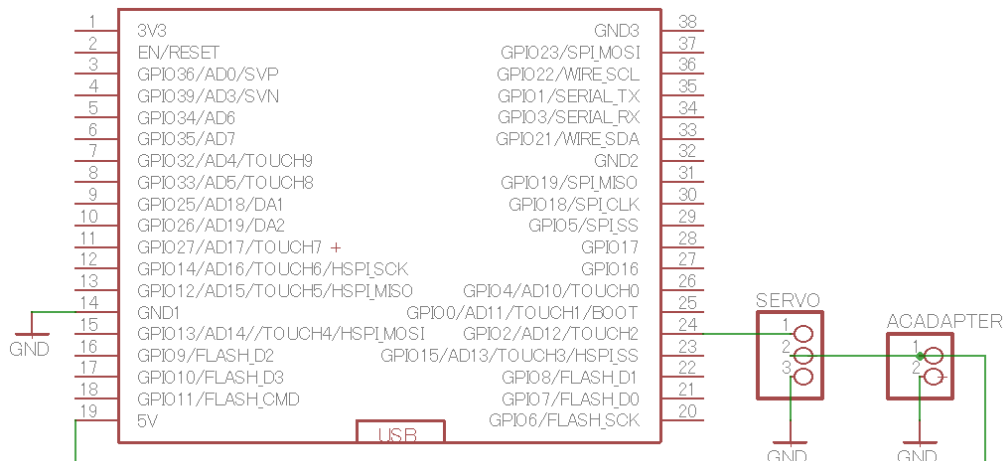 1 3V3 GND3 38
2 EN/RESET GPIO23/SPI_MOSI 37
3 GPIO36/AD0/SVP GPIO22/WIRE_SCL 36
4 GPIO39/AD3/SVN GPIO1/SERIAL_TX 35
5 GPIO34/AD6 GPIO3/SERIAL_RX 34
6 GPIO35/AD7 GPIO21/WIRE_SDA 33
7 GPIO32/AD4/TOUCH9 GND2 32
8 GPIO33/AD5/TOUCH8 GPIO19/SPI_MISO 31
9 GPIO25/AD18/DA1 GPIO18/SPI_CLK 30
10 GPIO26/AD19/DA2 GPIO5/SPI_SS 29
11 GPIO27/AD17/TOUCH7 GPIO17 28
12 GPIO14/AD16/TOUCH6/HSPI_SCK GPIO16 27
13 GPIO12/AD15/TOUCH5/HSPI_MISO GPIO4/AD10/TOUCH0 26
14 GND1 GPIO0/AD11/TOUCH1/BOOT 25
15 GPIO13/AD14//TOUCH4/HSPI_MOSI GPIO2/AD12/TOUCH2 24
16 GPIO9/FLASH_D2 GPIO15/AD13/TOUCH3/HSPI_SS 23
17 GPIO10/FLASH_D3 GPIO8/FLASH_D1 22
18 GPIO11/FLASH_CMD GPIO7/FLASH_D0 21
19 5V GPIO6/FLASH_SCK 20
USB
GND
SERVO
1
2
3
GND
ACADAPTER
1
2
GND